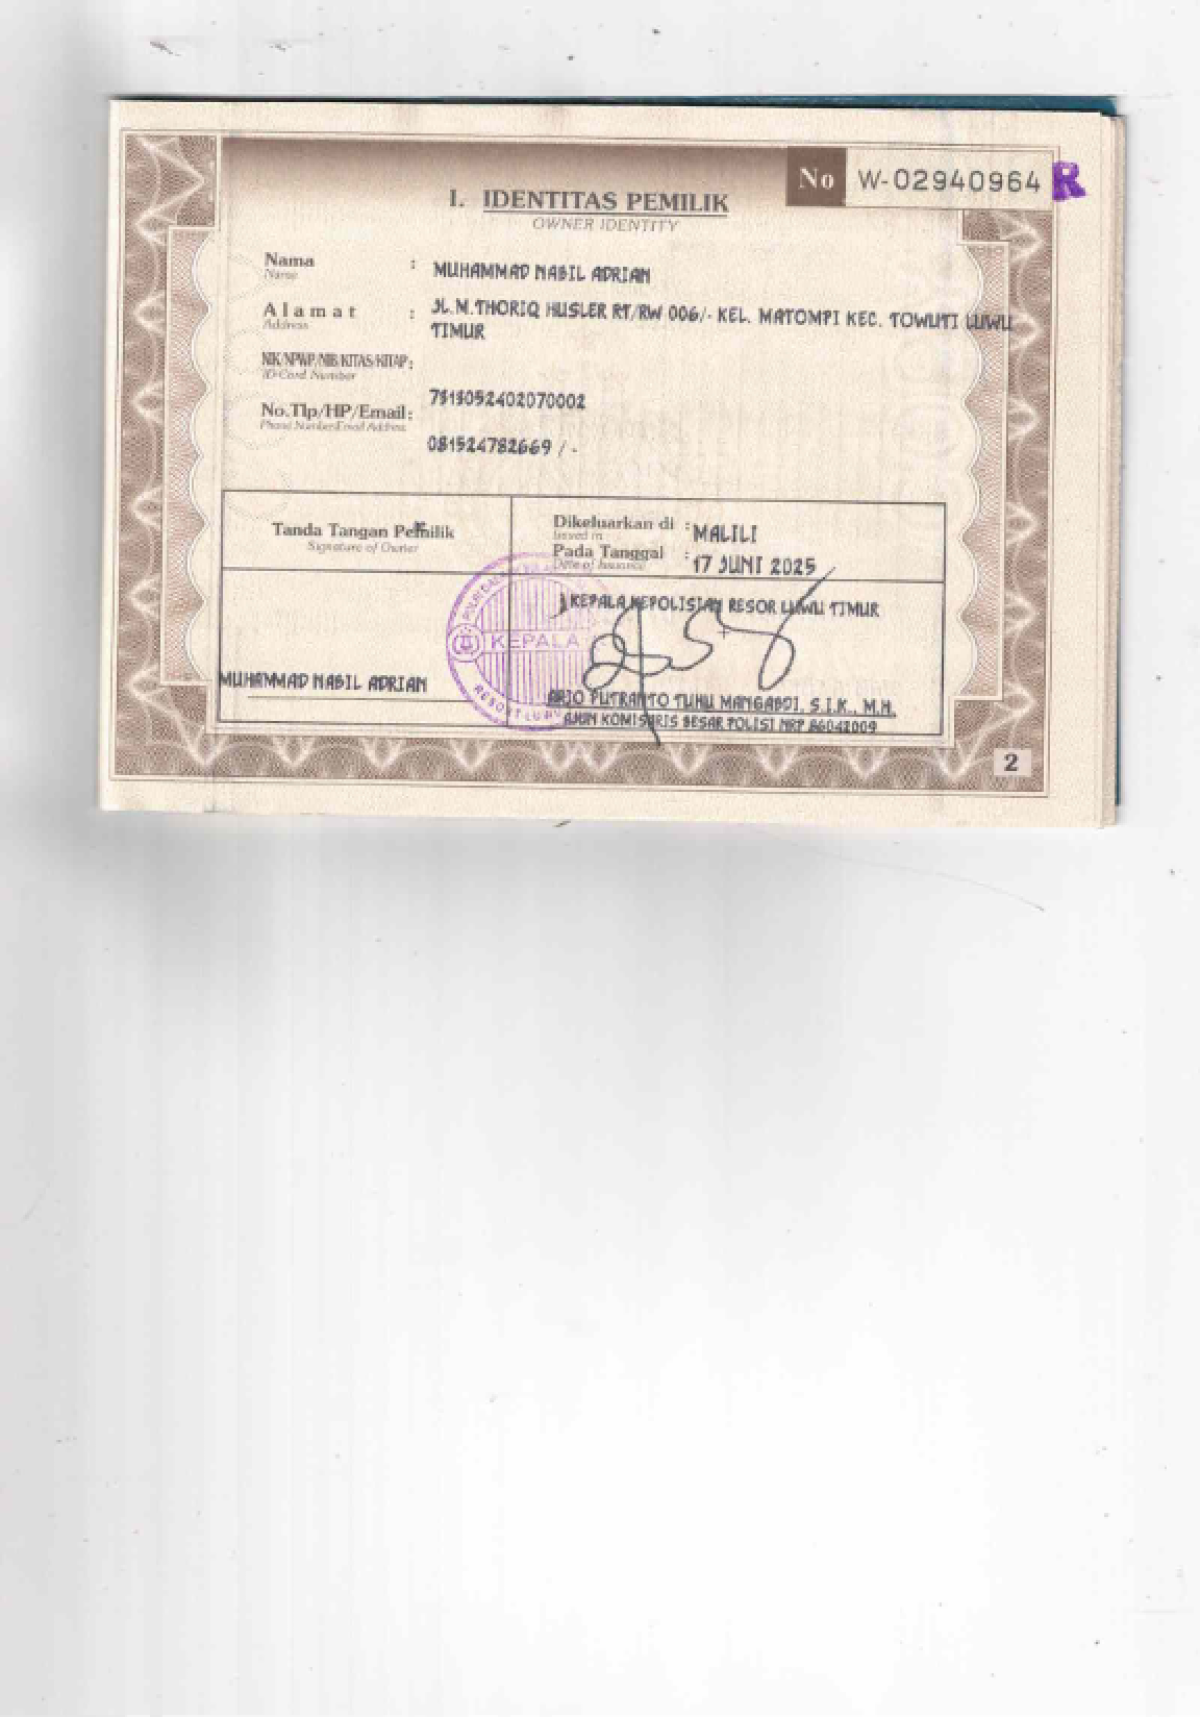 No W-02940964 R
I. IDENTITAS PEMILIK
OWNER IDENTITY
Nama : MUHAMMAD NABIL ADRIAN
Name
Alamat : JL.M.THORIQ HUSLER RT/RW 006/- KEL. MATOMPI KEC. TOWUTI LUWU
Address
TIMUR
NIK/NPWP/NIB/KITAS/KITAP:
ID Card Number
No.Tlp/HP/Email:
Phone Number/Email Address
081524782669 / -
Tanda Tangan Pemilik
Signature of Owner
Dikeluarkan di : MALILI
Issued in
Pada Tanggal : 17 JUNI 2025
Date of Issuance
KEPALA KEPOLISIAN RESOR LUWU TIMUR
KEPALA
MUHAMMAD NABIL ADRIAN
PUTRANTO TUHU MANGABDI, S.I.K., M.H.
AJUN KOMISARIS BESAR POLISI NRP
2